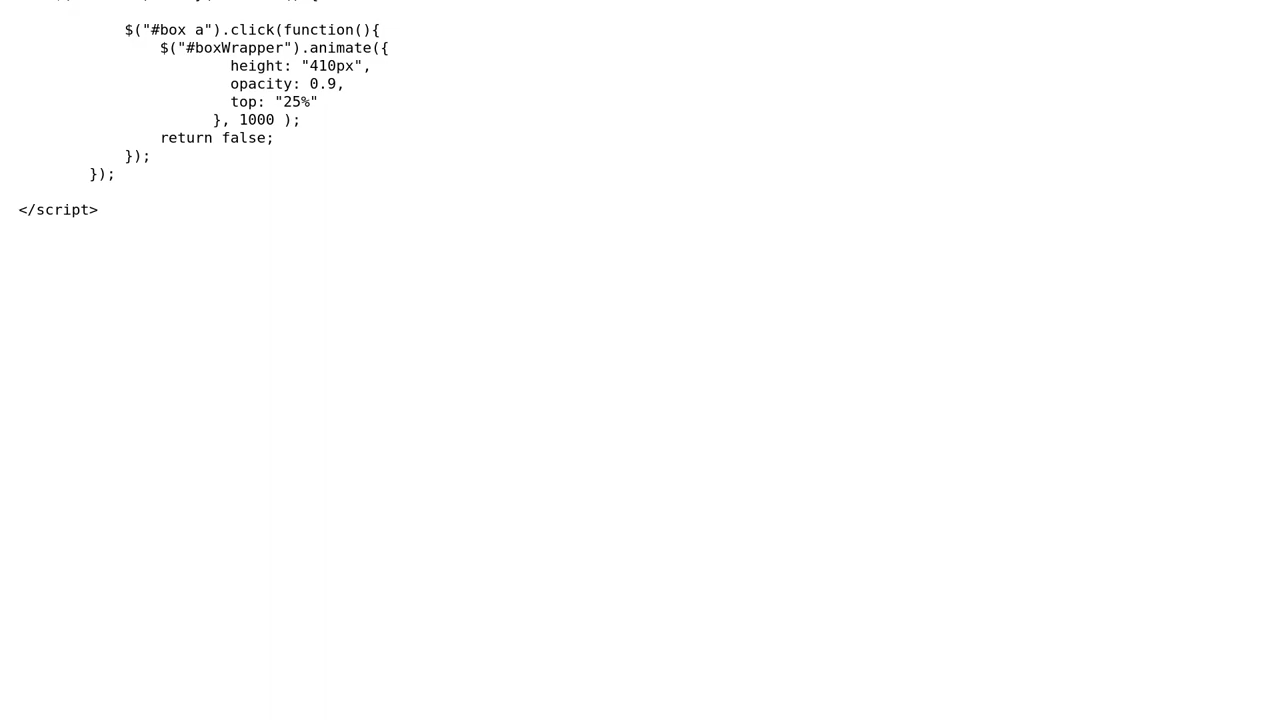 $("#box a").click(function(){
$("#boxWrapper").animate({
height: "410px",
opacity: 0.9,
top: "25%"
}, 1000 );
return false;
});
});
</script>